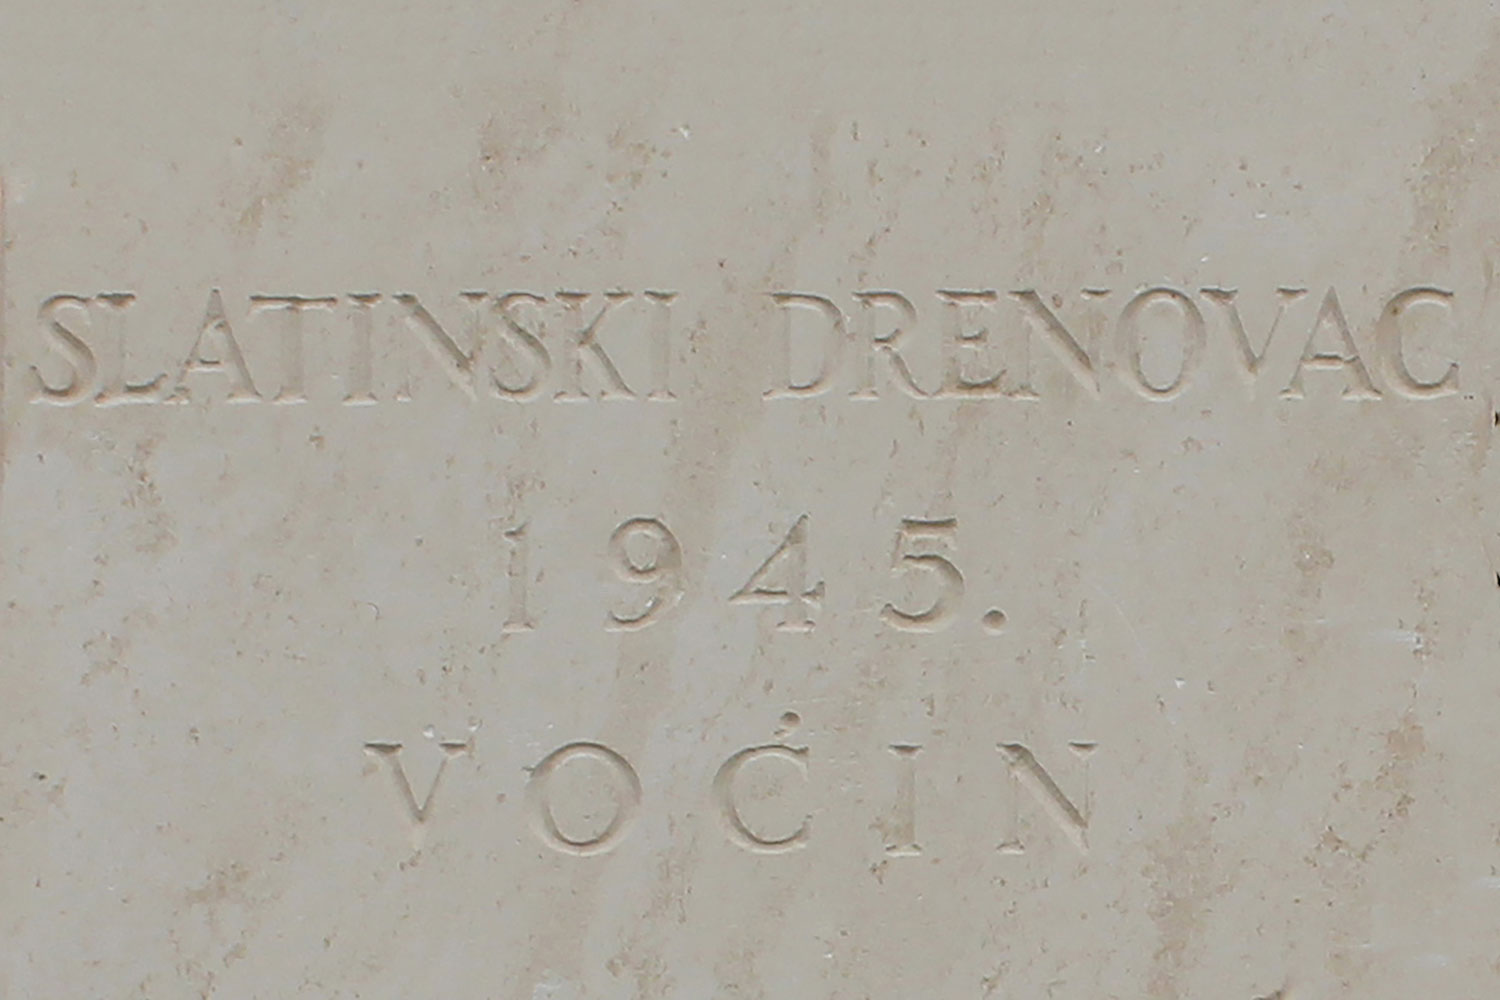 SLATINSKI DRENOVAC
1945.
VOĆIN